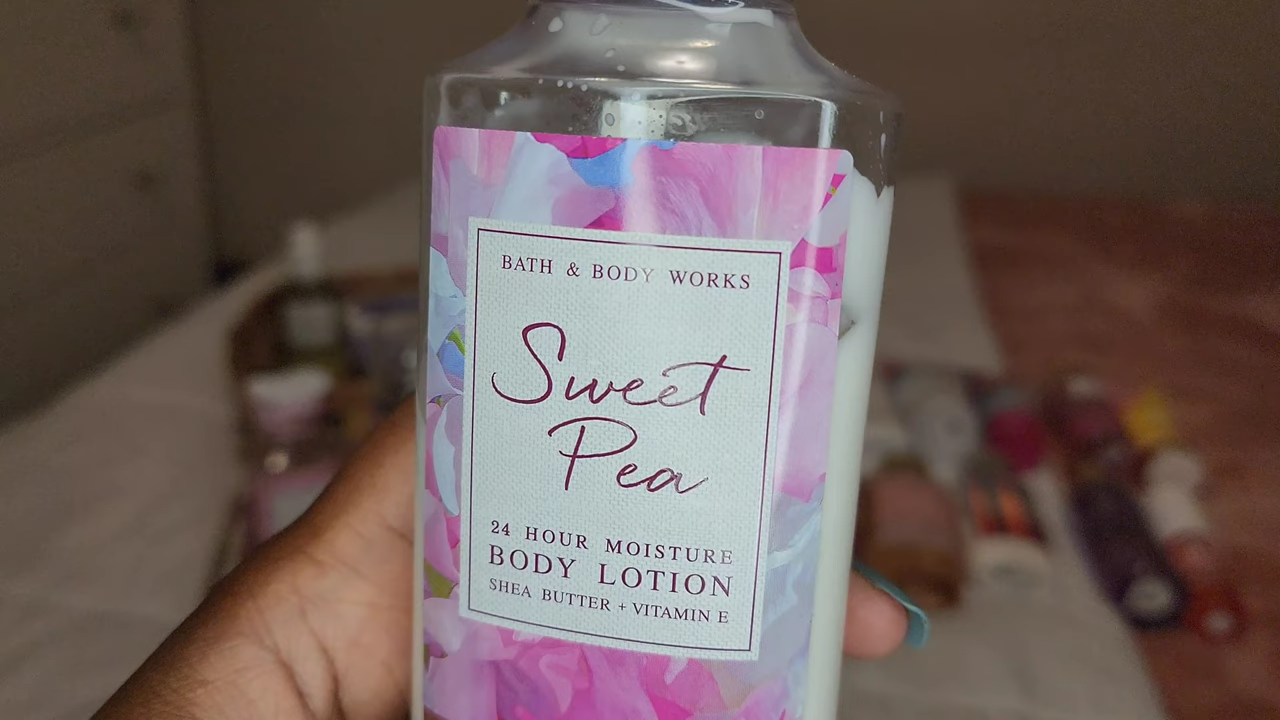 BATH & BODY WORKS
Sweet
Pea
24 HOUR MOISTURE
BODY LOTION
SHEA BUTTER + VITAMIN E